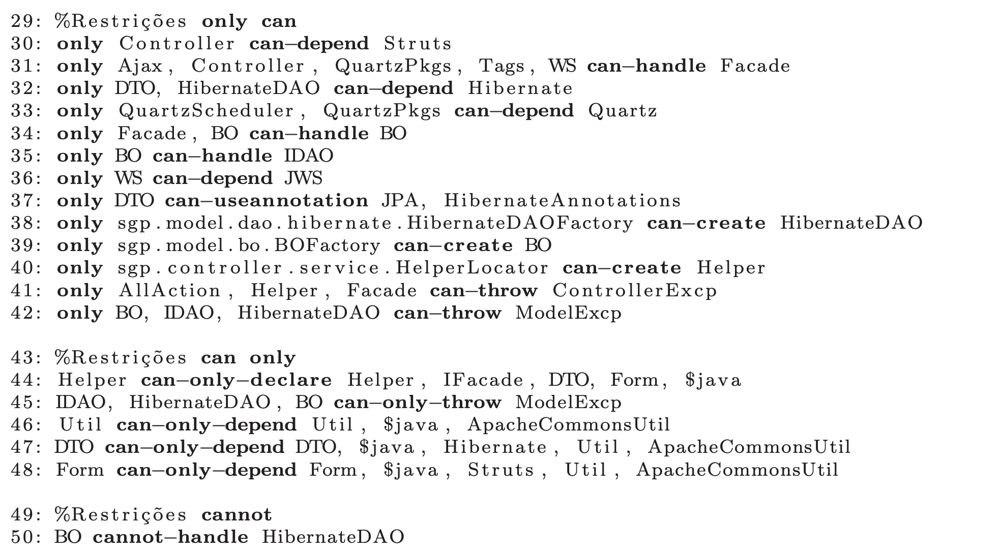 29: %Restrições only can
30: only Controller can–depend Struts
31: only Ajax, Controller, QuartzPkgs, Tags, WS can–handle Facade
32: only DTO, HibernateDAO can–depend Hibernate
33: only QuartzScheduler, QuartzPkgs can–depend Quartz
34: only Facade, BO can–handle BO
35: only BO can–handle IDAO
36: only WS can–depend JWS
37: only DTO can–useannotation JPA, HibernateAnnotations
38: only sgp.model.dao.hibernate.HibernateDAOFactory can–create HibernateDAO
39: only sgp.model.bo.BOFactory can–create BO
40: only sgp.controller.service.HelperLocator can–create Helper
41: only AllAction, Helper, Facade can–throw ControllerExcp
42: only BO, IDAO, HibernateDAO can–throw ModelExcp
43: %Restrições can only
44: Helper can–only–declare Helper, IFacade, DTO, Form, $java
45: IDAO, HibernateDAO, BO can–only–throw ModelExcp
46: Util can–only–depend Util, $java, ApacheCommonsUtil
47: DTO can–only–depend DTO, $java, Hibernate, Util, ApacheCommonsUtil
48: Form can–only–depend Form, $java, Struts, Util, ApacheCommonsUtil
49: %Restrições cannot
50: BO cannot–handle HibernateDAO